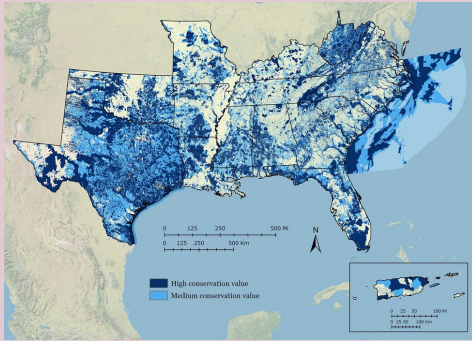 0 125 250 500 Mi
0 125 250 500 Km
N
High conservation value
Medium conservation value
0 25 50 100 Mi
0 25 50 100 Km